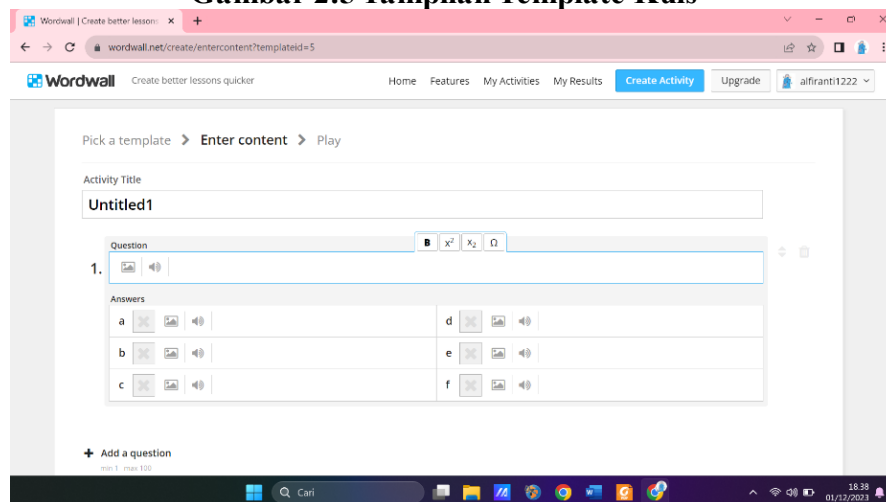 Gambar 2.8 Tampilan Template Kuis
Wordwall | Create better lessons
wordwall.net/create/entercontent?templateid=5
Wordwall Create better lessons quicker Home Features My Activities My Results Create Activity Upgrade alfiranti1222
Pick a template > Enter content > Play
Activity Title
Untitled1
Question B x² x₂ Ω
1.
Answers
a d
b e
c f
Add a question
min 1 max 100
Cari
18.38
01/12/2023